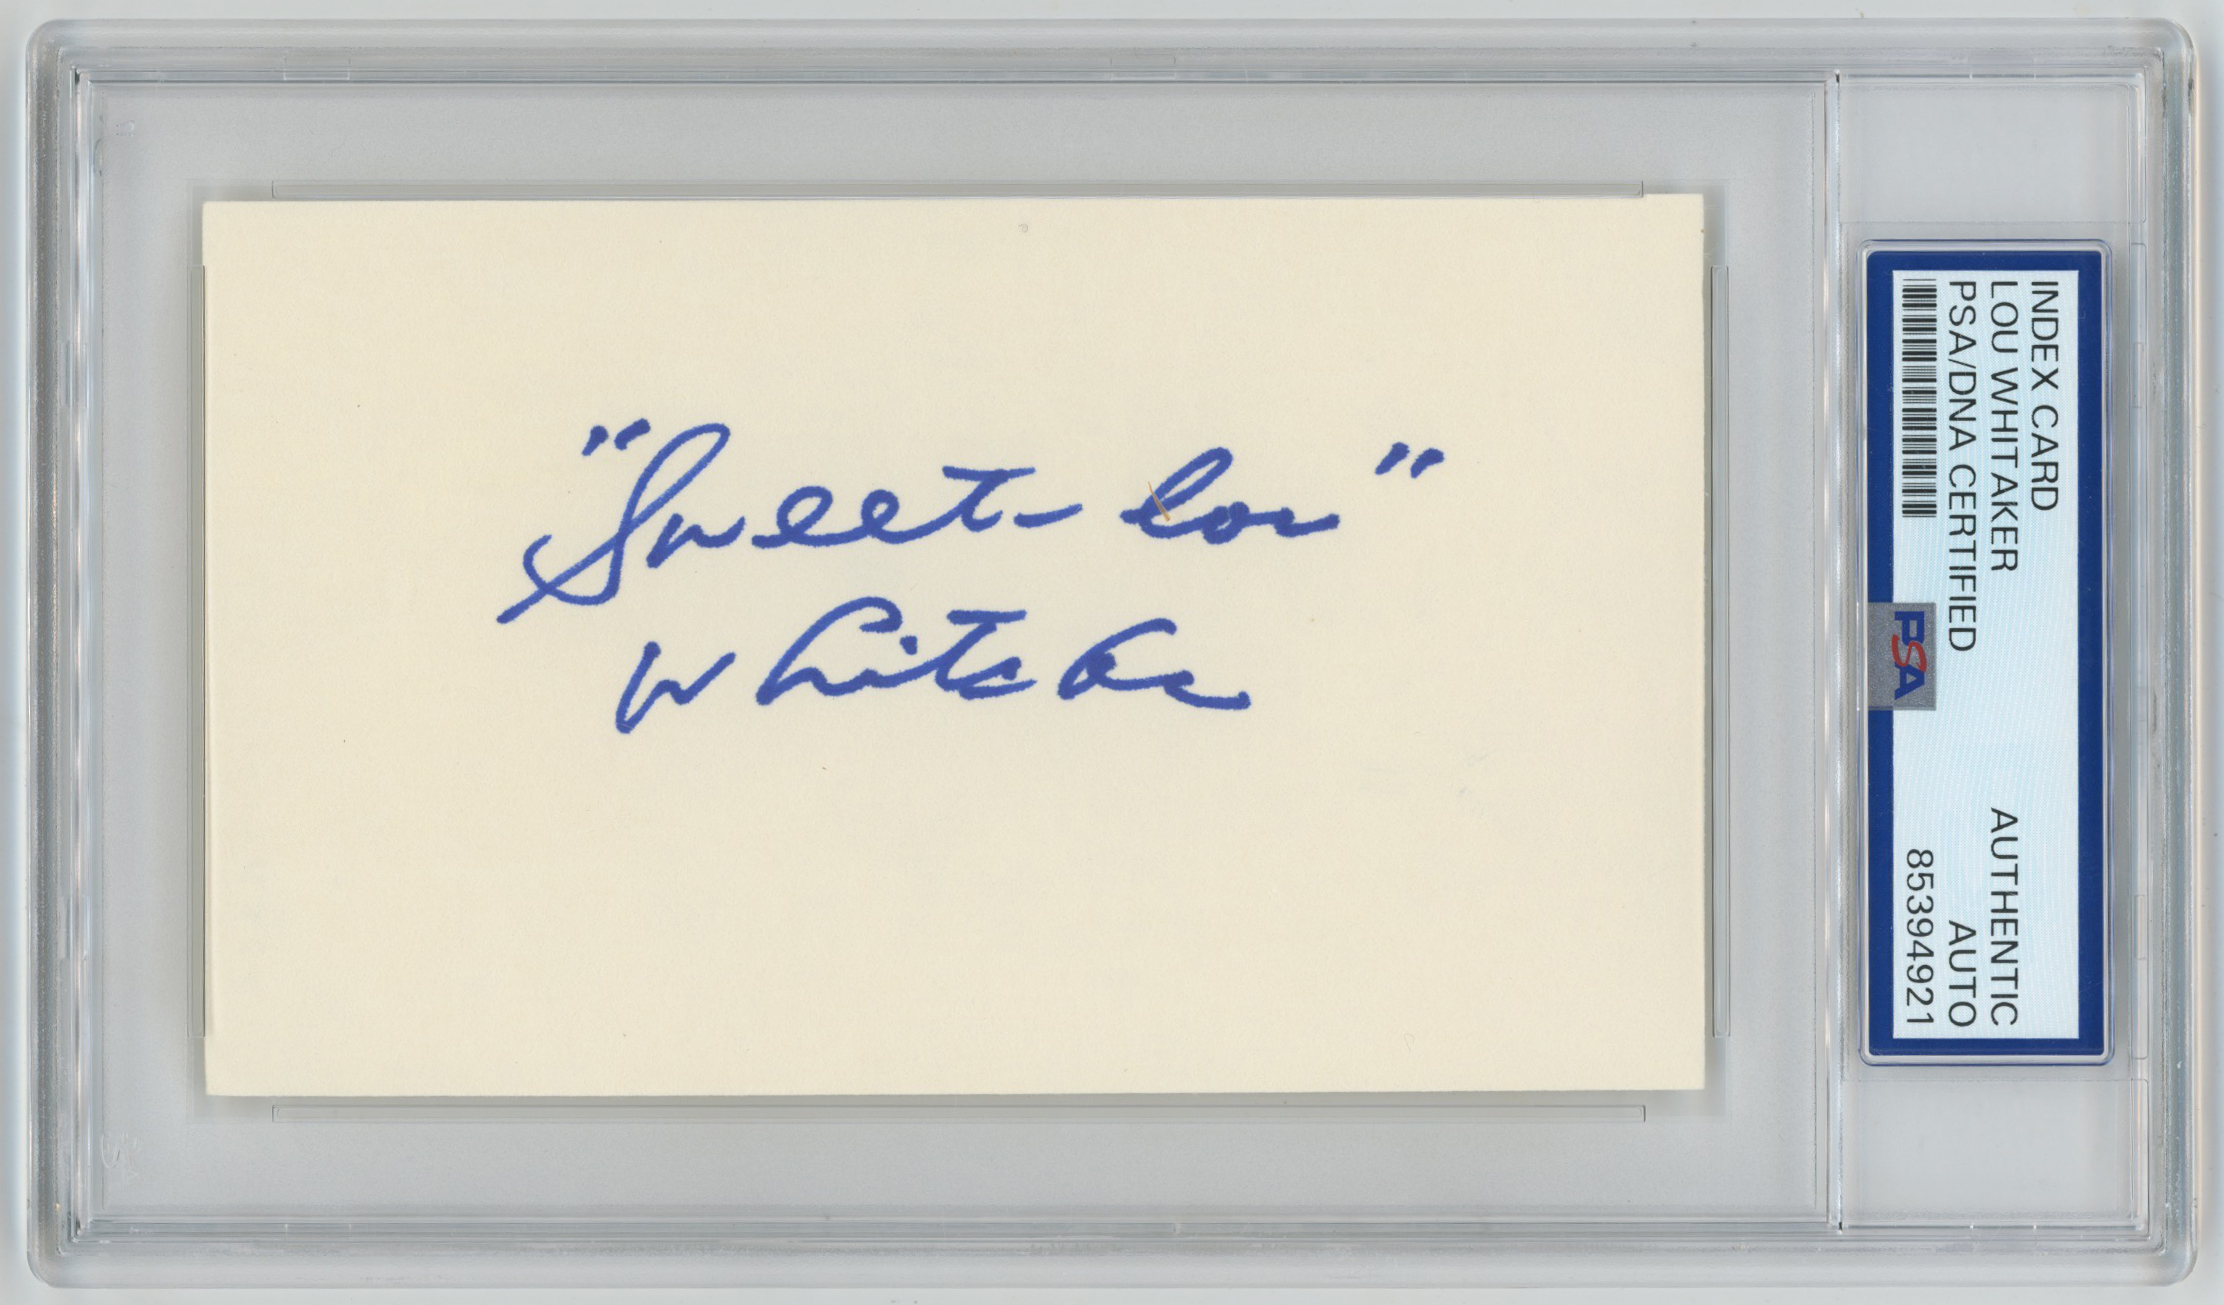 "Sweet-Lou"
Whitaker
INDEX CARD
LOU WHITAKER
AUTHENTIC
PSA/DNA CERTIFIED
AUTO
85394921
PSA